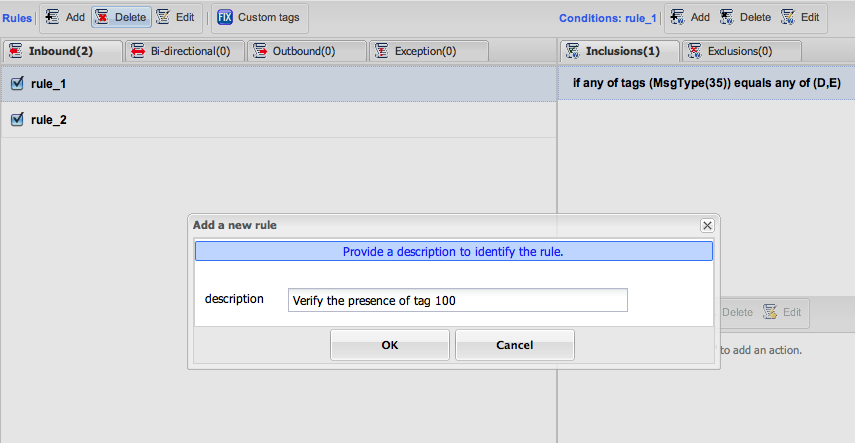 Rules Add Delete Edit FIX Custom tags Conditions: rule_1 Add Delete Edit
Inbound(2) Bi-directional(0) Outbound(0) Exception(0) Inclusions(1) Exclusions(0)
rule_1 if any of tags (MsgType(35)) equals any of (D,E)
rule_2
Add a new rule
Provide a description to identify the rule.
description Verify the presence of tag 100
Delete Edit
OK Cancel
to add an action.